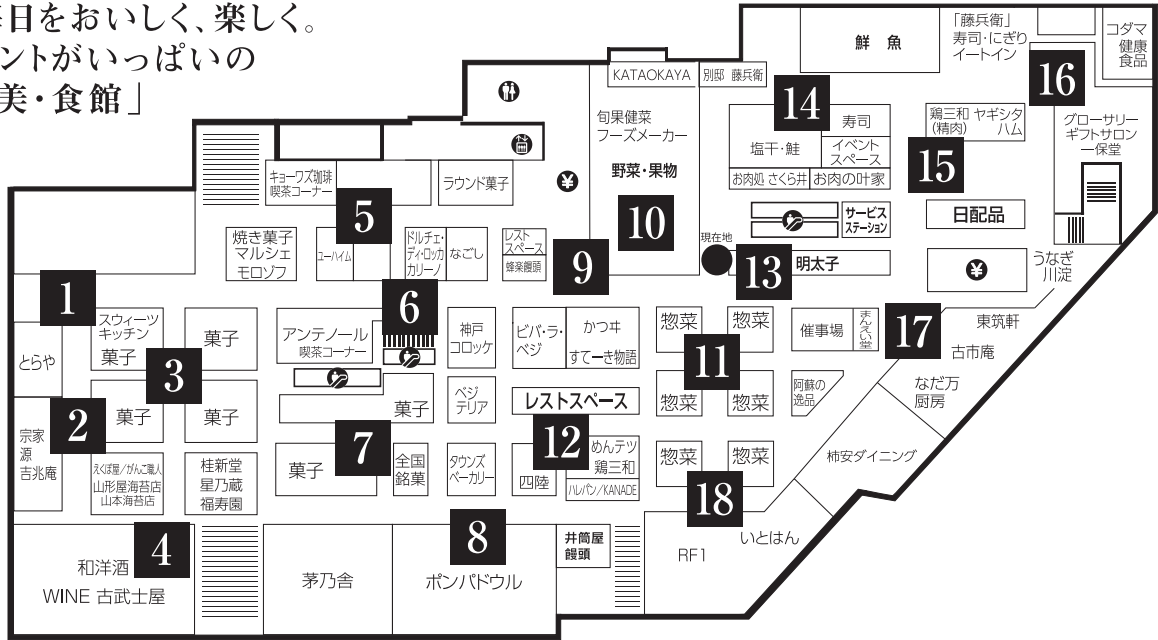 毎日をおいしく、楽しく。
ントがいっぱいの
美・食館」
KATAOKAYA
別邸 藤兵衛
鮮魚
「藤兵衛」
寿司・にぎり
イートイン
コダマ
健康
食品
16
グローサリー
ギフトサロン
一保堂
14
寿司
塩干・鮭
イベント
スペース
お肉処 さくら井
お肉の叶家
鶏三和
(精肉)
ヤギシタ
ハム
15
旬果健菜
フーズメーカー
野菜・果物
10
サービス
ステーション
日配品
現在地
13
明太子
うなぎ
川淀
キョーワズ珈琲
喫茶コーナー
ラウンド菓子
5
焼き菓子
マルシェ
モロゾフ
ユーハイム
ドルチェ・
ディ・ロッカ
カリーノ
なごし
レスト
スペース
蜂楽饅頭
9
1
とらや
スウィーツ
キッチン
菓子
菓子
3
菓子
菓子
2
宗家
源
吉兆庵
えくぼ屋/がんこ職人
山形屋海苔店
山本海苔店
桂新堂
星乃蔵
福寿園
アンテノール
喫茶コーナー
6
神戸
コロッケ
ビバ・ラ・
ベジ
かつヰ
すてーき物語
惣菜
惣菜
11
惣菜
惣菜
催事場
まんえい堂
17
東筑軒
古市庵
なだ万
厨房
阿蘇の
逸品
柿安ダイニング
菓子
ベジ
テリア
レストスペース
7
菓子
全国
銘菓
タウンズ
ベーカリー
12
四陸
めんテツ
鶏三和
ハレパン/KANADE
惣菜
惣菜
18
いとはん
RF1
4
和洋酒
WINE 古武士屋
茅乃舎
8
ポンパドウル
井筒屋
饅頭